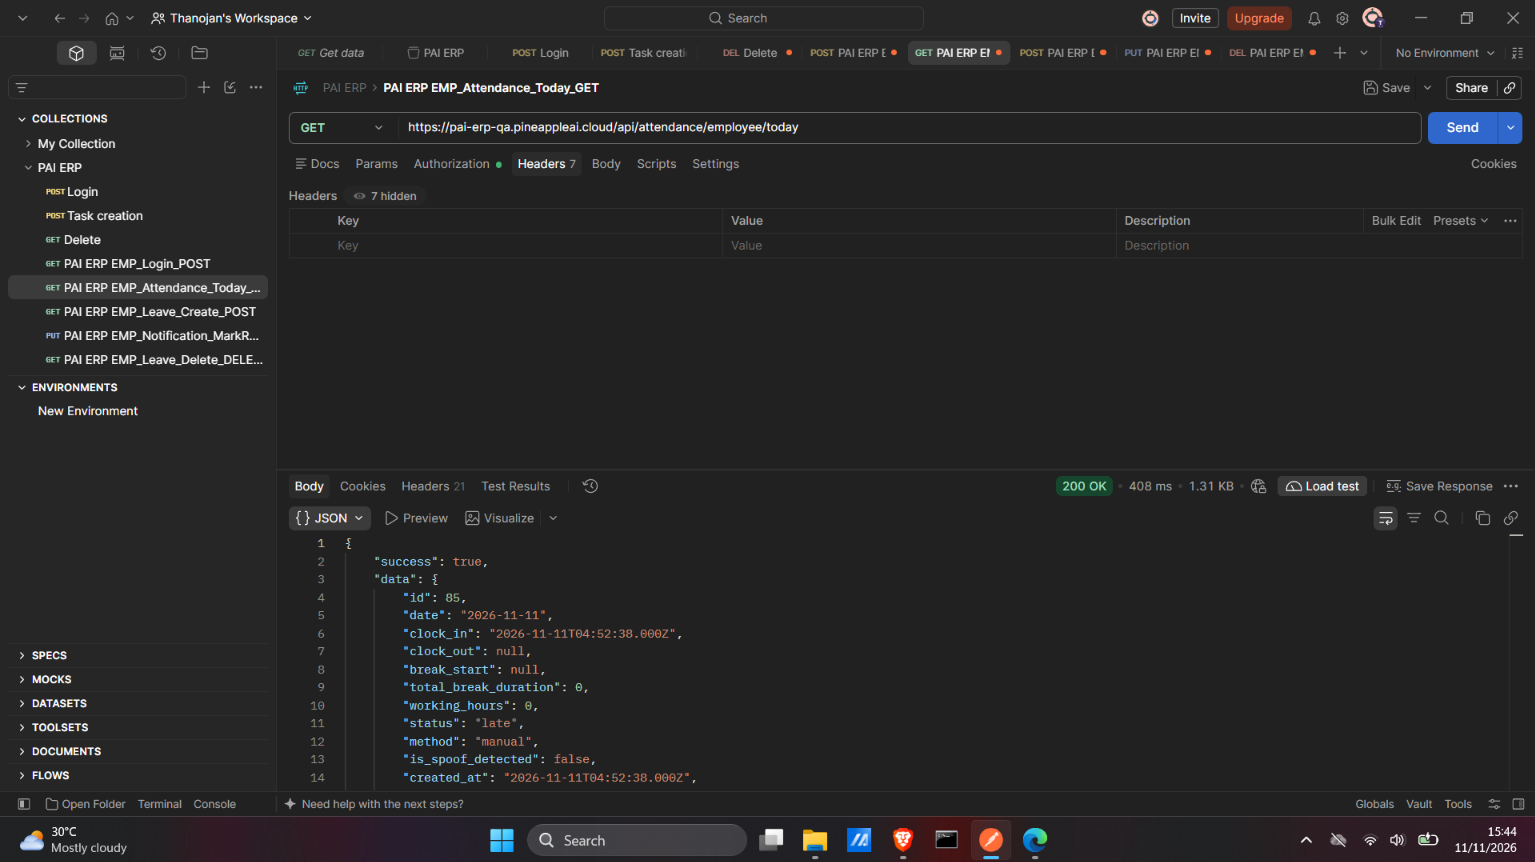 Thanojan's Workspace
Search
Invite
Upgrade
GET Get data
PAI ERP
POST Login
POST Task creati
DEL Delete
POST PAI ERP E
GET PAI ERP EM
POST PAI ERP E
PUT PAI ERP EI
DEL PAI ERP EM
No Environment
HTTP PAI ERP > PAI ERP EMP_Attendance_Today_GET
Save
Share
COLLECTIONS
My Collection
PAI ERP
POST Login
POST Task creation
GET Delete
GET PAI ERP EMP_Login_POST
GET PAI ERP EMP_Attendance_Today_...
GET PAI ERP EMP_Leave_Create_POST
PUT PAI ERP EMP_Notification_MarkR...
GET PAI ERP EMP_Leave_Delete_DELE...
ENVIRONMENTS
New Environment
SPECS
MOCKS
DATASETS
TOOLSETS
DOCUMENTS
FLOWS
GET
https://pai-erp-qa.pineappleai.cloud/api/attendance/employee/today
Send
Docs Params Authorization Headers 7 Body Scripts Settings
Cookies
Headers 7 hidden
Key Value Description Bulk Edit Presets
Key Value Description
Body Cookies Headers 21 Test Results
200 OK 408 ms 1.31 KB
Load test
Save Response
{} JSON Preview Visualize
1 {
2 "success": true,
3 "data": {
4 "id": 85,
5 "date": "2026-11-11",
6 "clock_in": "2026-11-11T04:52:38.000Z",
7 "clock_out": null,
8 "break_start": null,
9 "total_break_duration": 0,
10 "working_hours": 0,
11 "status": "late",
12 "method": "manual",
13 "is_spoof_detected": false,
14 "created_at": "2026-11-11T04:52:38.000Z",
Open Folder Terminal Console
Need help with the next steps?
Globals Vault Tools
30°C
Mostly cloudy
Search
15:44
11/11/2026